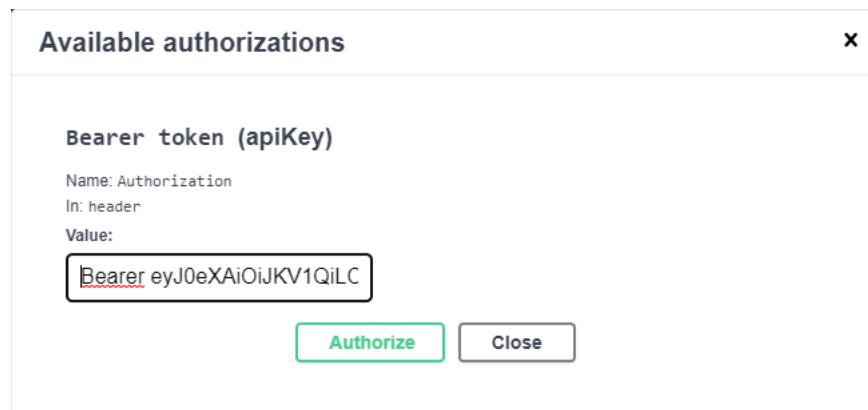 Available authorizations
Bearer token (apiKey)
Name: Authorization
In: header
Value:
Bearer eyJ0eXAiOiJKV1QiLC
Authorize Close